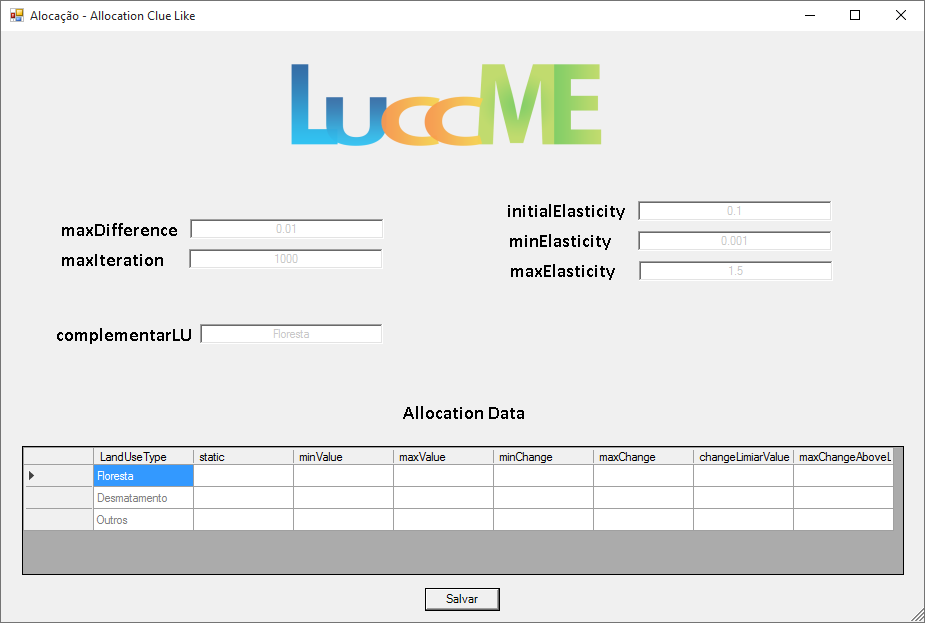 Alocação - Allocation Clue Like
LuccME
maxDifference 0.01
maxIteration 1000
initialElasticity 0.1
minElasticity 0.001
maxElasticity 1.5
complementarLU Floresta
Allocation Data
LandUseType static minValue maxValue minChange maxChange changeLimiarValue maxChangeAboveL
Floresta
Desmatamento
Outros
Salvar